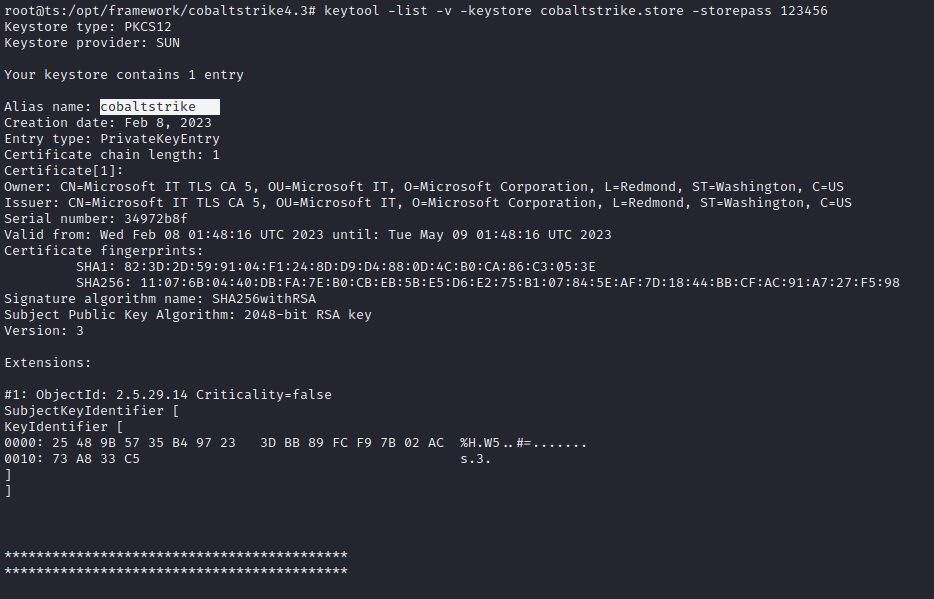 root@ts:/opt/framework/cobaltstrike4.3# keytool -list -v -keystore cobaltstrike.store -storepass 123456
Keystore type: PKCS12
Keystore provider: SUN
Your keystore contains 1 entry
Alias name: cobaltstrike
Creation date: Feb 8, 2023
Entry type: PrivateKeyEntry
Certificate chain length: 1
Certificate[1]:
Owner: CN=Microsoft IT TLS CA 5, OU=Microsoft IT, O=Microsoft Corporation, L=Redmond, ST=Washington, C=US
Issuer: CN=Microsoft IT TLS CA 5, OU=Microsoft IT, O=Microsoft Corporation, L=Redmond, ST=Washington, C=US
Serial number: 34972b8f
Valid from: Wed Feb 08 01:48:16 UTC 2023 until: Tue May 09 01:48:16 UTC 2023
Certificate fingerprints:
SHA1: 82:3D:2D:59:91:04:F1:24:8D:D9:D4:88:0D:4C:B0:CA:86:C3:05:3E
SHA256: 11:07:6B:04:40:DB:FA:7E:B0:CB:EB:5B:E5:D6:E2:75:B1:07:84:5E:AF:7D:18:44:BB:CF:AC:91:A7:27:F5:98
Signature algorithm name: SHA256withRSA
Subject Public Key Algorithm: 2048-bit RSA key
Version: 3
Extensions:
#1: ObjectId: 2.5.29.14 Criticality=false
SubjectKeyIdentifier [
KeyIdentifier [
0000: 25 48 9B 57 35 B4 97 23   3D BB 89 FC F9 7B 02 AC  %H.W5..#=.......
0010: 73 A8 33 C5                                        s.3.
]
]
*******************************************
*******************************************